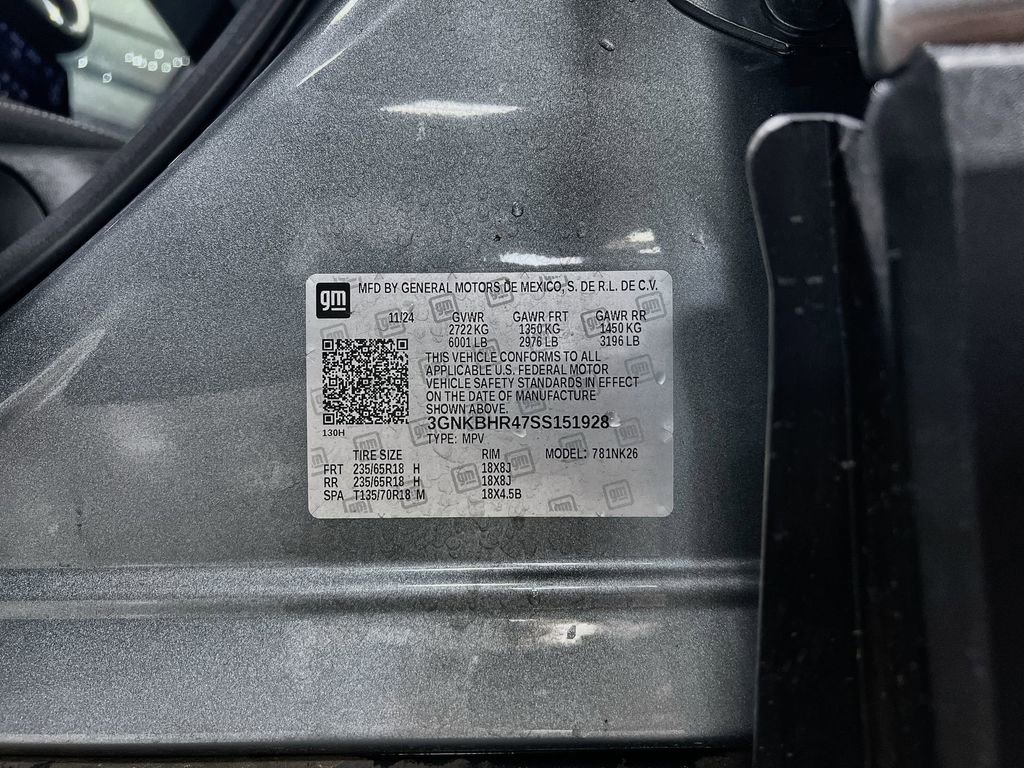 gm MFD BY GENERAL MOTORS DE MEXICO, S. DE R.L. DE C.V.
11/24 GVWR GAWR FRT GAWR RR
2722 KG 1350 KG 1450 KG
6001 LB 2976 LB 3196 LB
THIS VEHICLE CONFORMS TO ALL
APPLICABLE U.S. FEDERAL MOTOR
VEHICLE SAFETY STANDARDS IN EFFECT
ON THE DATE OF MANUFACTURE
SHOWN ABOVE.
3GNKBHR47SS151928
130H
TYPE: MPV
TIRE SIZE RIM MODEL: 781NK26
FRT 235/65R18 H 18X8J
RR 235/65R18 H 18X8J
SPA T135/70R18 M 18X4.5B